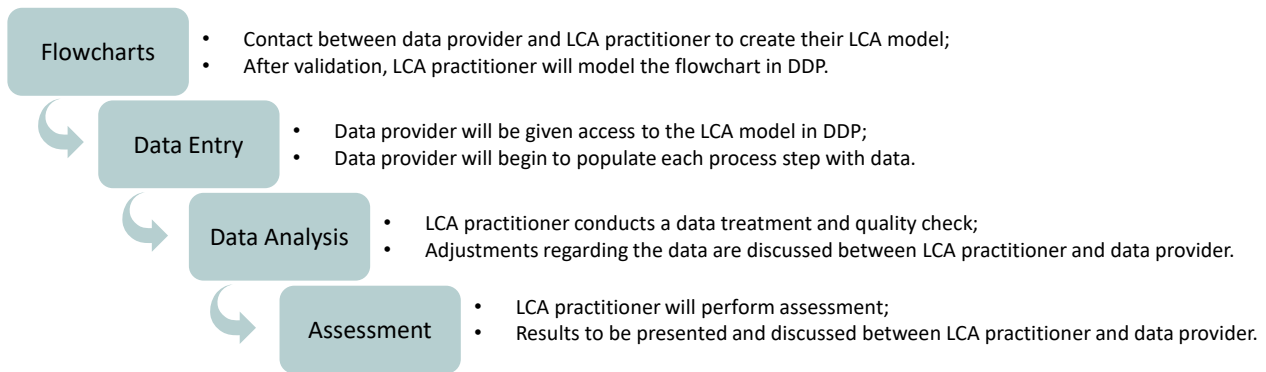 Flowcharts
• Contact between data provider and LCA practitioner to create their LCA model;
• After validation, LCA practitioner will model the flowchart in DDP.
Data Entry
• Data provider will be given access to the LCA model in DDP;
• Data provider will begin to populate each process step with data.
Data Analysis
• LCA practitioner conducts a data treatment and quality check;
• Adjustments regarding the data are discussed between LCA practitioner and data provider.
Assessment
• LCA practitioner will perform assessment;
• Results to be presented and discussed between LCA practitioner and data provider.